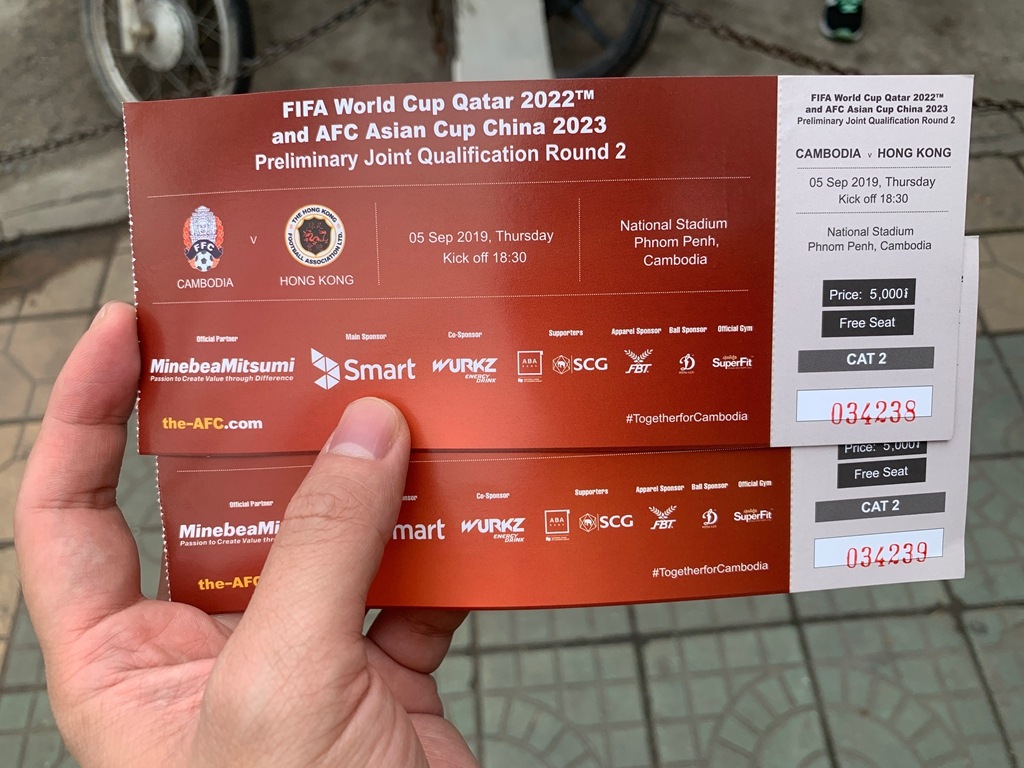 FIFA World Cup Qatar 2022™
and AFC Asian Cup China 2023
Preliminary Joint Qualification Round 2
FFC
v
THE HONG KONG
FOOTBALL ASSOCIATION LTD.
CAMBODIA
HONG KONG
05 Sep 2019, Thursday
Kick off 18:30
National Stadium
Phnom Penh,
Cambodia
Official Partner
Main Sponsor
Co-Sponsor
Supporters
Apparel Sponsor
Ball Sponsor
Official Gym
MinebeaMitsumi
Passion to Create Value through Difference
Smart
WURKZ
ENERGY DRINK
ABA
SCG
FBT
SuperFit
the-AFC.com
#TogetherforCambodia
FIFA World Cup Qatar 2022™
and AFC Asian Cup China 2023
Preliminary Joint Qualification Round 2
CAMBODIA v HONG KONG
05 Sep 2019, Thursday
Kick off 18:30
National Stadium
Phnom Penh, Cambodia
Price: 5,000៛
Free Seat
CAT 2
034238
Official Partner
nsor
Co-Sponsor
Supporters
Apparel Sponsor
Ball Sponsor
Official Gym
MinebeaMi
Passion to Create Value thr
mart
WURKZ
ENERGY DRINK
ABA
SCG
FBT
SuperFit
the-AFC
#TogetherforCambodia
Price: 5,000៛
Free Seat
CAT 2
034239